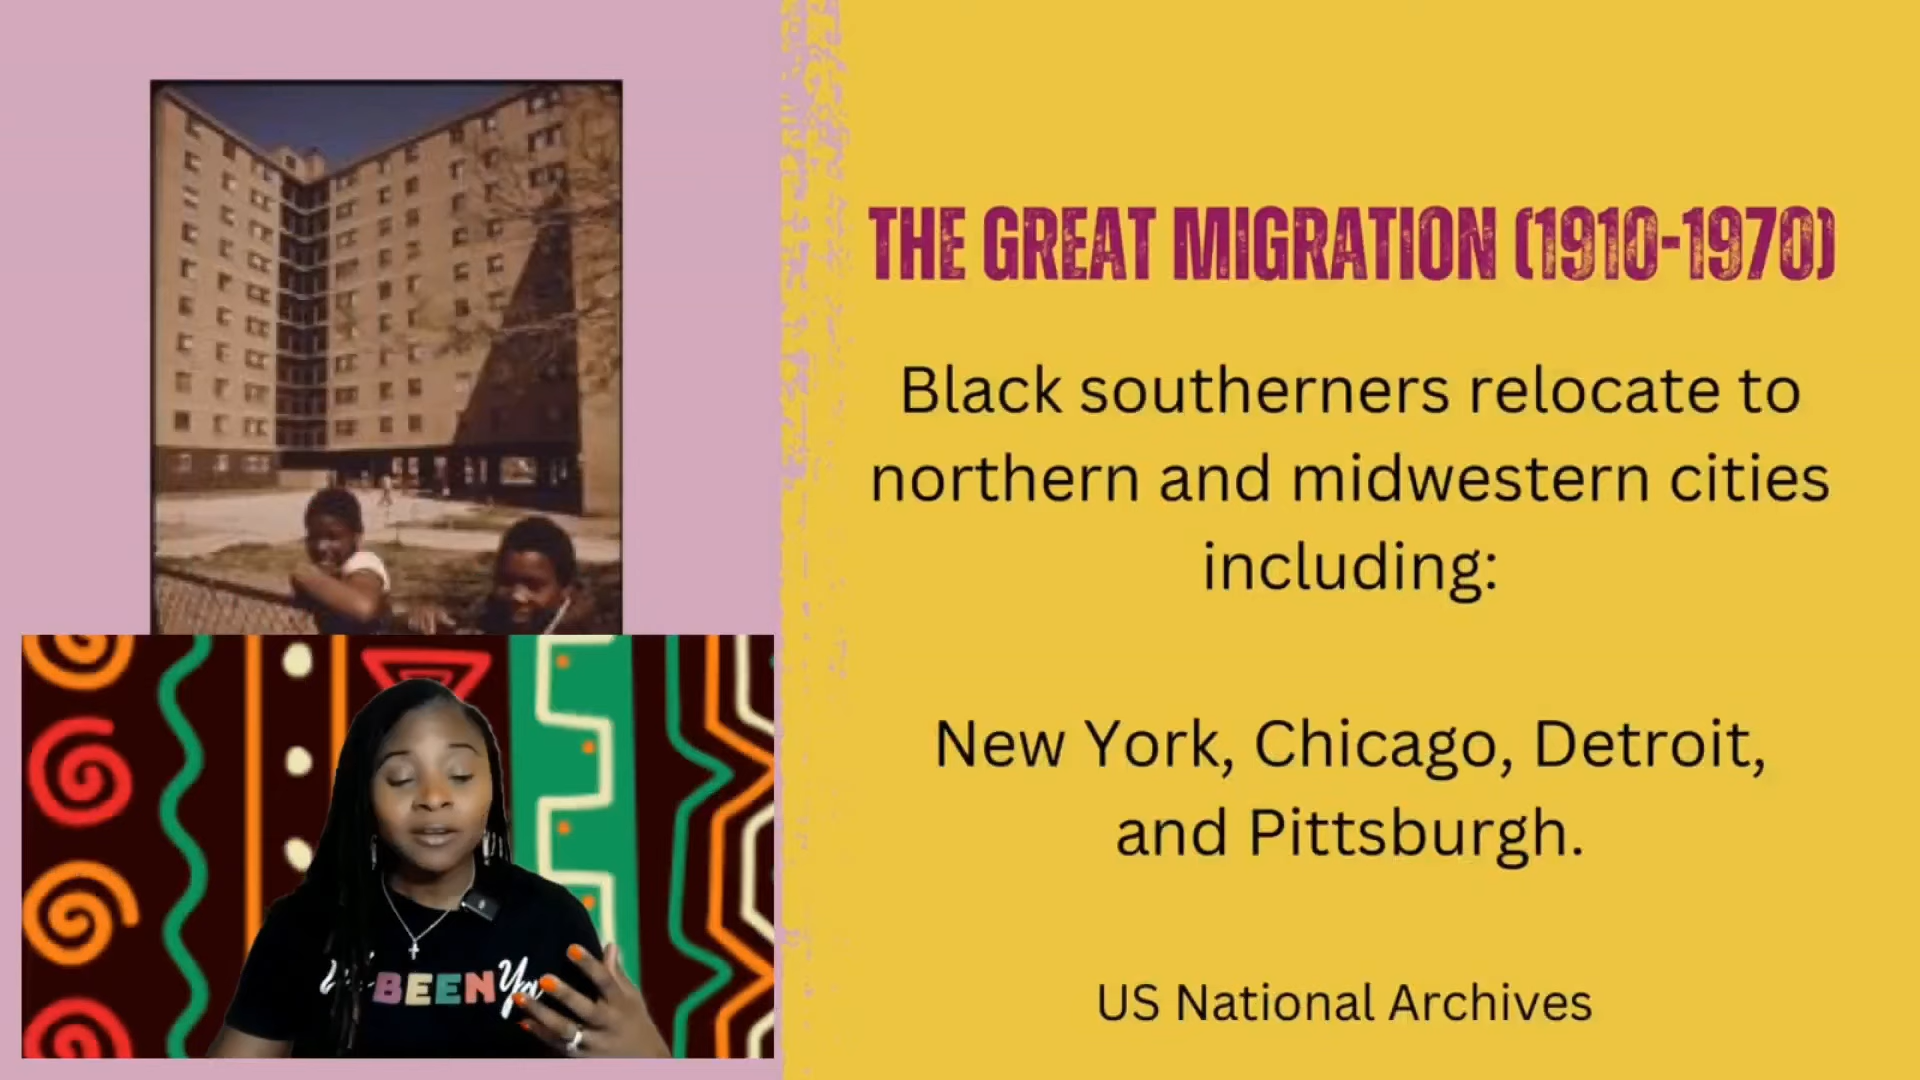 THE GREAT MIGRATION (1910-1970)
Black southerners relocate to
northern and midwestern cities
including:
New York, Chicago, Detroit,
and Pittsburgh.
US National Archives
BEEN